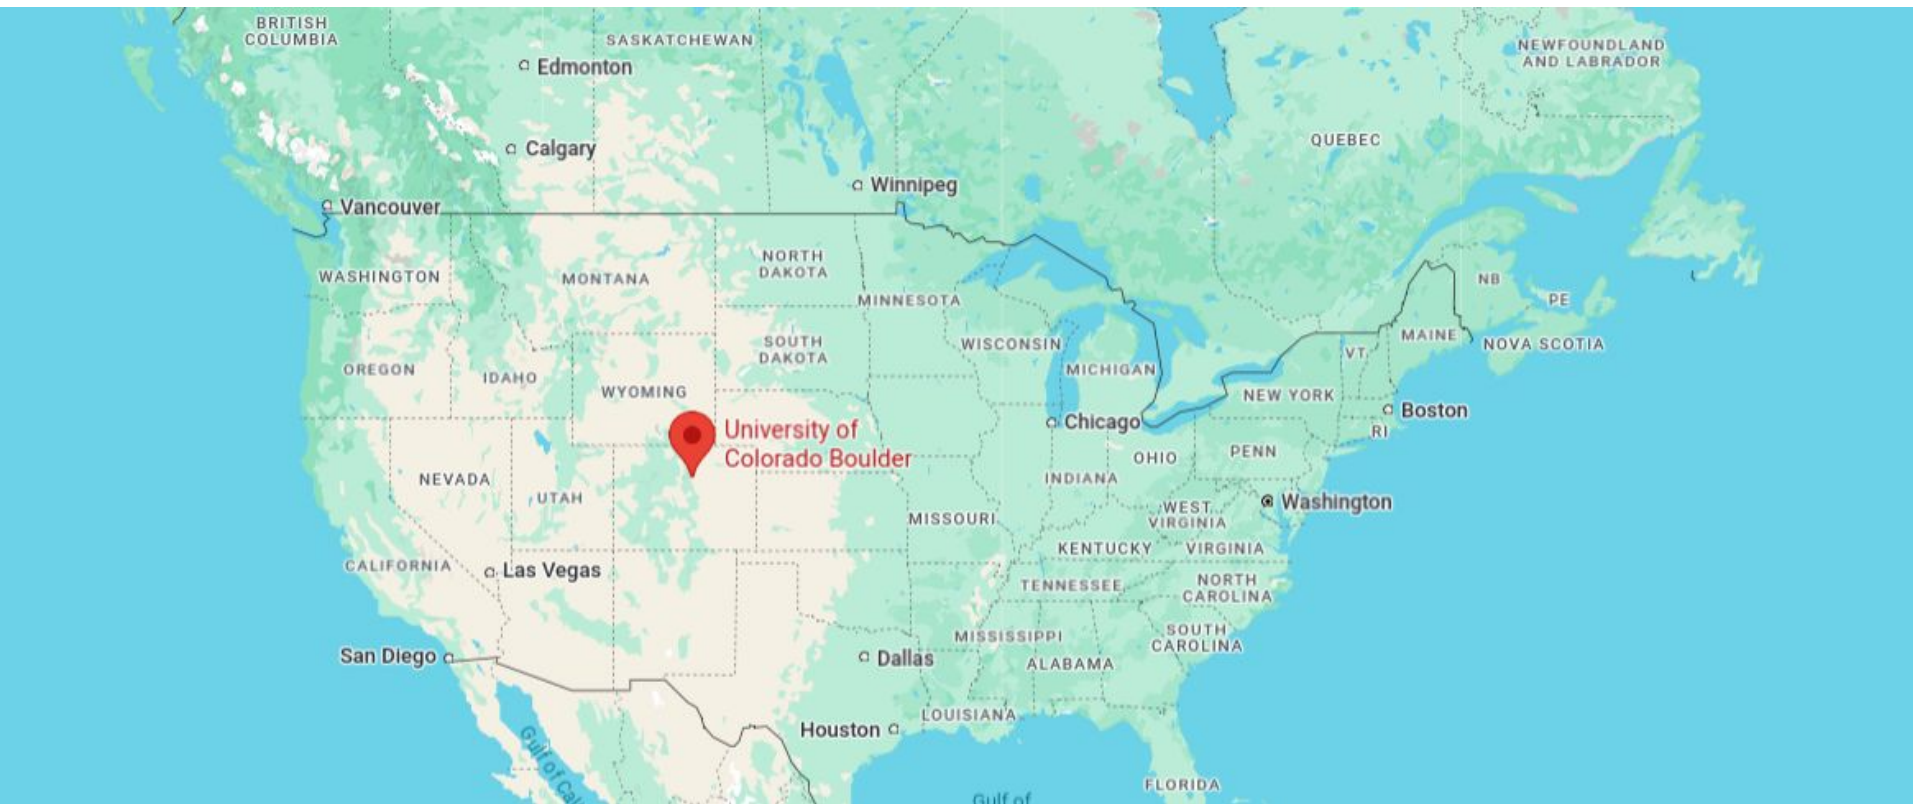 BRITISH
COLUMBIA
SASKATCHEWAN
NEWFOUNDLAND
AND LABRADOR
Edmonton
QUEBEC
Calgary
Winnipeg
Vancouver
WASHINGTON
MONTANA
NORTH
DAKOTA
NB
MINNESOTA
PE
MAINE
NOVA SCOTIA
SOUTH
DAKOTA
WISCONSIN
VT.
OREGON
IDAHO
MICHIGAN
WYOMING
NEW YORK
Boston
Chicago
RI
University of
Colorado Boulder
PENN
OHIO
NEVADA
INDIANA
UTAH
Washington
WEST
VIRGINIA
MISSOURI
KENTUCKY
VIRGINIA
CALIFORNIA
Las Vegas
TENNESSEE
NORTH
CAROLINA
MISSISSIPPI
SOUTH
CAROLINA
San Diego
Dallas
ALABAMA
LOUISIANA
Houston
Gulf of Cal
FLORIDA
Gulf of